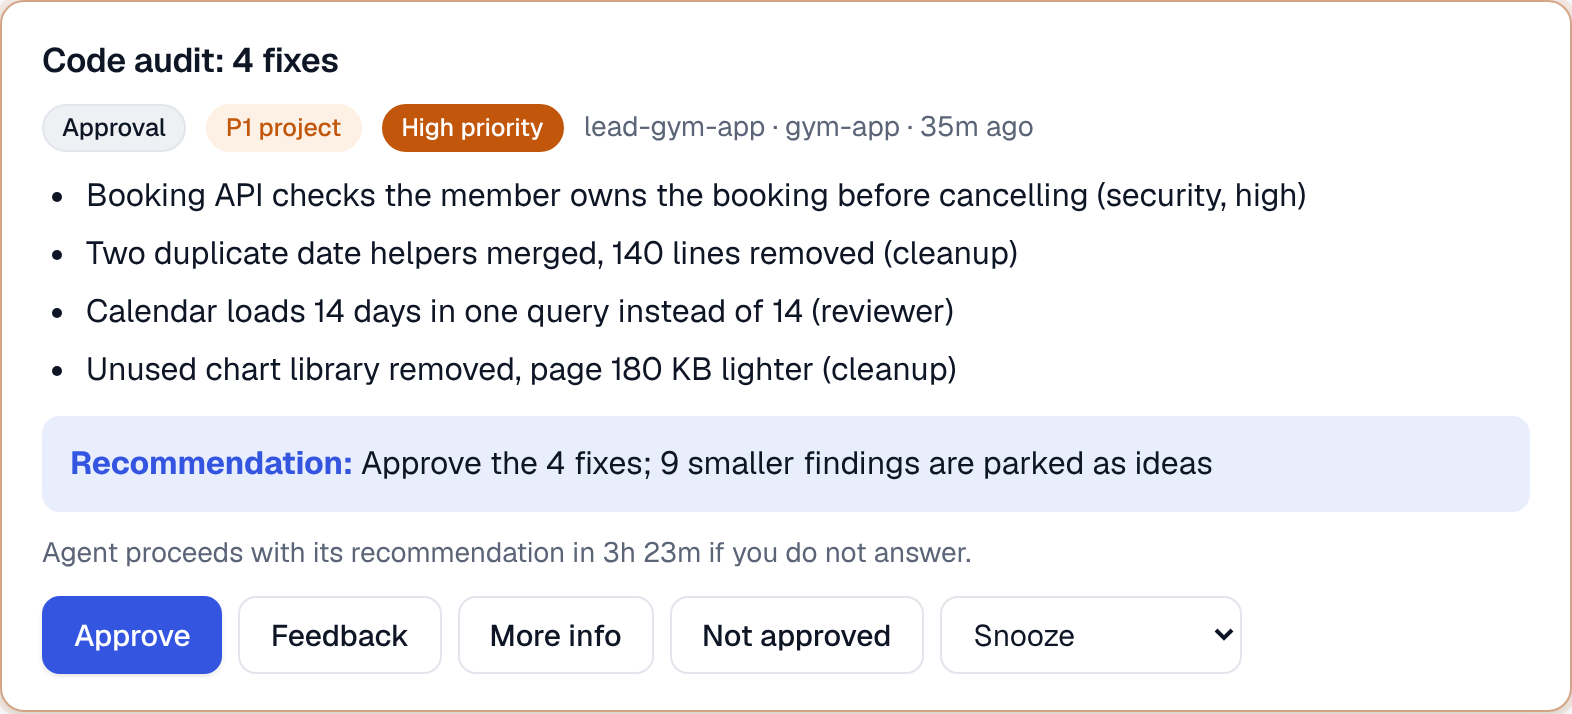 Code audit: 4 fixes
Approval P1 project High priority lead-gym-app · gym-app · 35m ago
• Booking API checks the member owns the booking before cancelling (security, high)
• Two duplicate date helpers merged, 140 lines removed (cleanup)
• Calendar loads 14 days in one query instead of 14 (reviewer)
• Unused chart library removed, page 180 KB lighter (cleanup)
Recommendation: Approve the 4 fixes; 9 smaller findings are parked as ideas
Agent proceeds with its recommendation in 3h 23m if you do not answer.
Approve Feedback More info Not approved Snooze